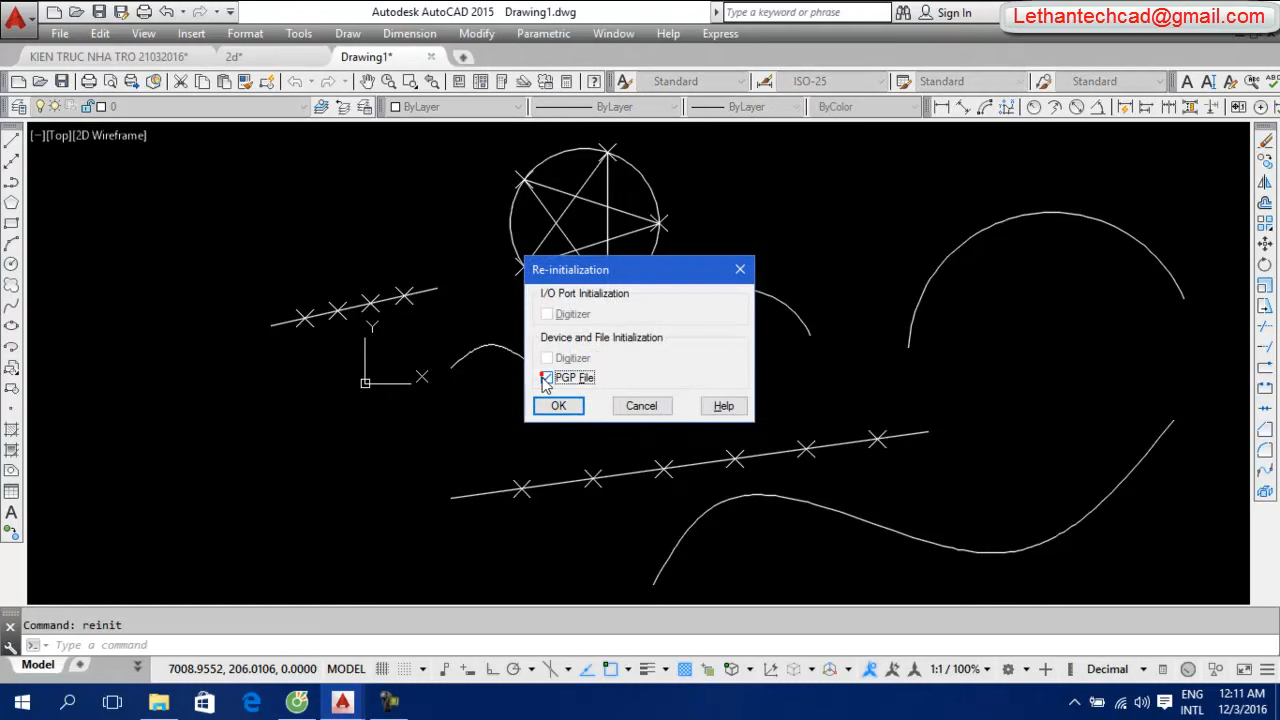 Autodesk AutoCAD 2015 Drawing1.dwg
Type a keyword or phrase
Sign In
Lethantechcad@gmail.com
File Edit View Insert Format Tools Draw Dimension Modify Parametric Window Help Express
KIEN TRUC NHA TRO 21032016*
2d*
Drawing1*
Standard
ISO-25
Standard
Standard
0
ByLayer
ByLayer
ByLayer
ByColor
[−][Top][2D Wireframe]
Re-initialization
I/O Port Initialization
Digitizer
Device and File Initialization
Digitizer
PGP File
OK Cancel Help
Y
X
Command: reinit
Type a command
Model
7008.9552, 206.0106, 0.0000 MODEL
1:1 / 100%
Decimal
ENG
INTL
12:11 AM
12/3/2016